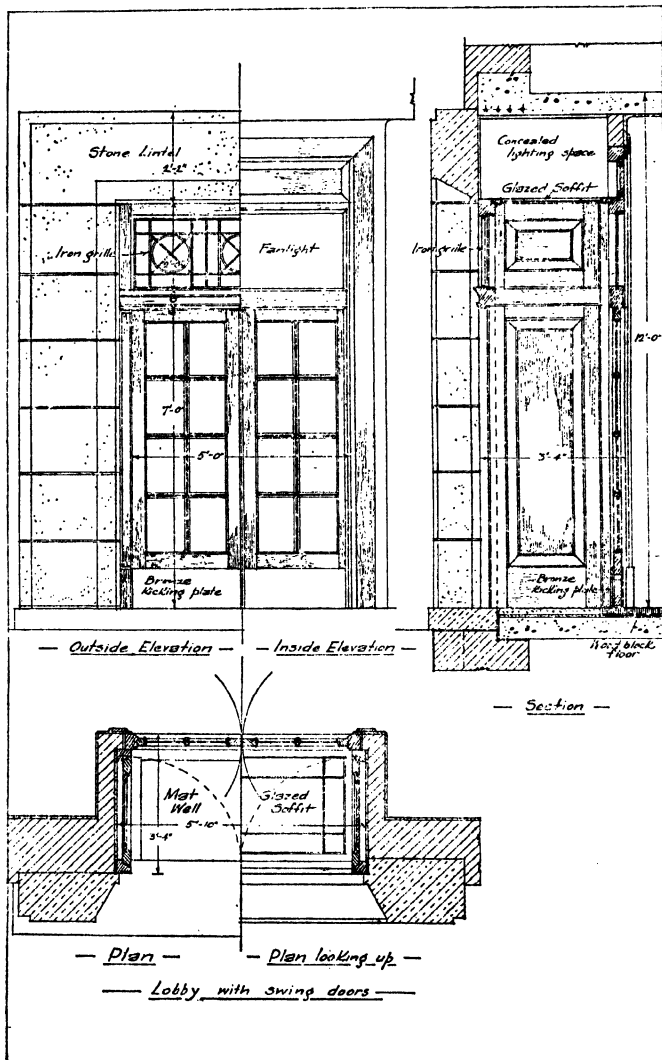 Stone Lintel
2'-2"
Iron grille
Fanlight
7'-0"
5'-0"
Bronze
kicking plate
— Outside Elevation —
— Inside Elevation —
Concealed
lighting space
Glazed Soffit
Iron grille
12'-0"
3'-4"
Bronze
kicking plate
Wood block
floor
— Section —
Mat
Well
Glazed
Soffit
5'-10"
3'-4"
— Plan —
— Plan looking up —
— Lobby with swing doors —